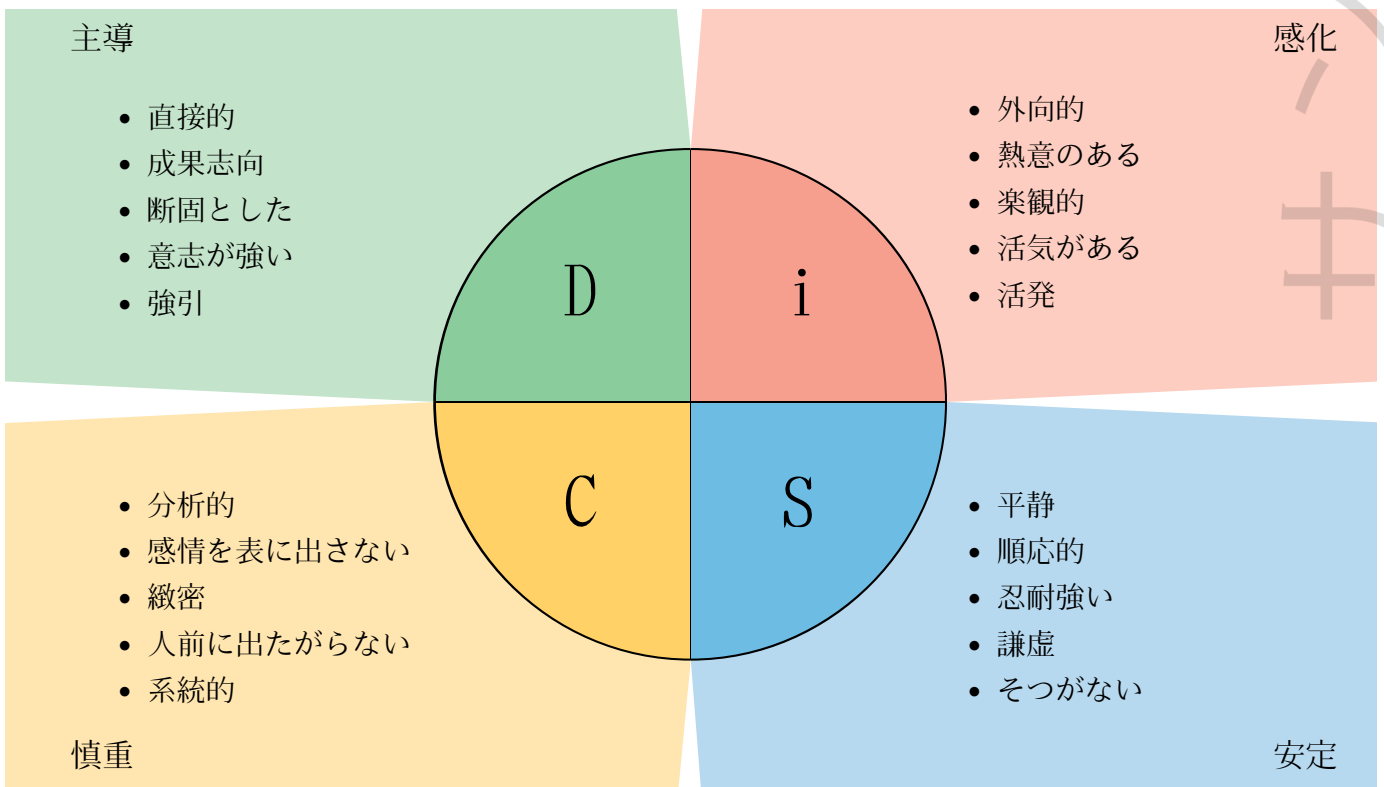 主導
• 直接的
• 成果志向
• 断固とした
• 意志が強い
• 強引
感化
• 外向的
• 熱意のある
• 楽観的
• 活気がある
• 活発
D
i
C
S
• 分析的
• 感情を表に出さない
• 緻密
• 人前に出たがらない
• 系統的
慎重
• 平静
• 順応的
• 忍耐強い
• 謙虚
• そつがない
安定